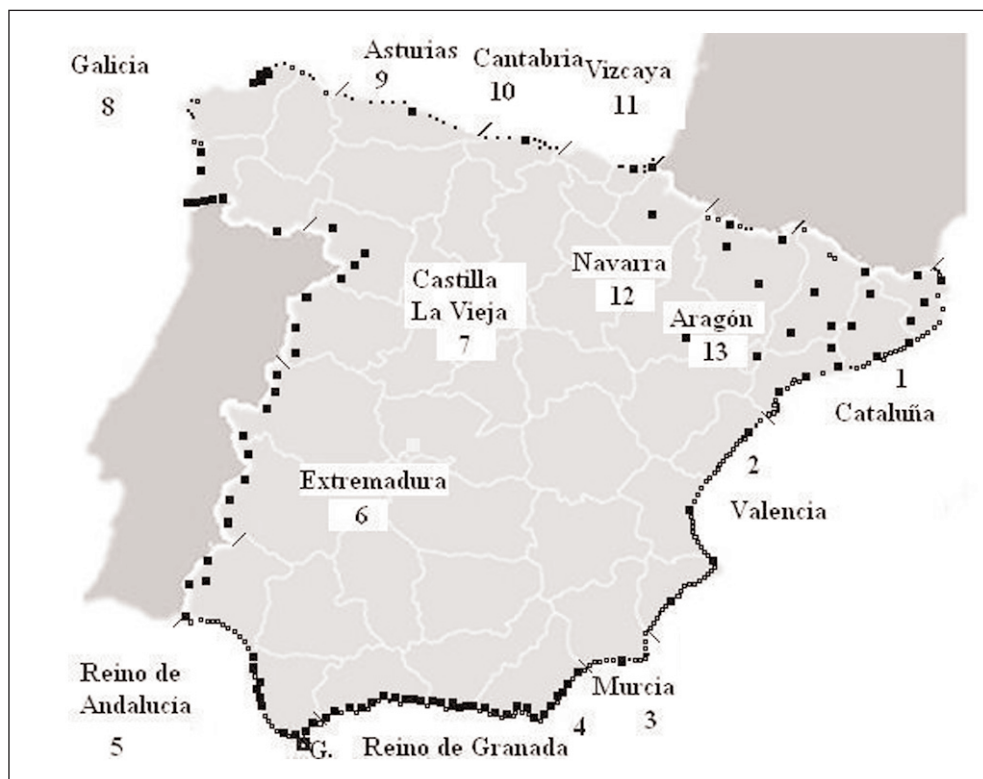 Galicia
8
Asturias
9
Cantabria
10
Vizcaya
11
Navarra
12
Castilla
La Vieja
7
Aragón
13
1
Cataluña
2
Valencia
Extremadura
6
Reino de
Andalucía
5
G.
Reino de Granada
4
Murcia
3